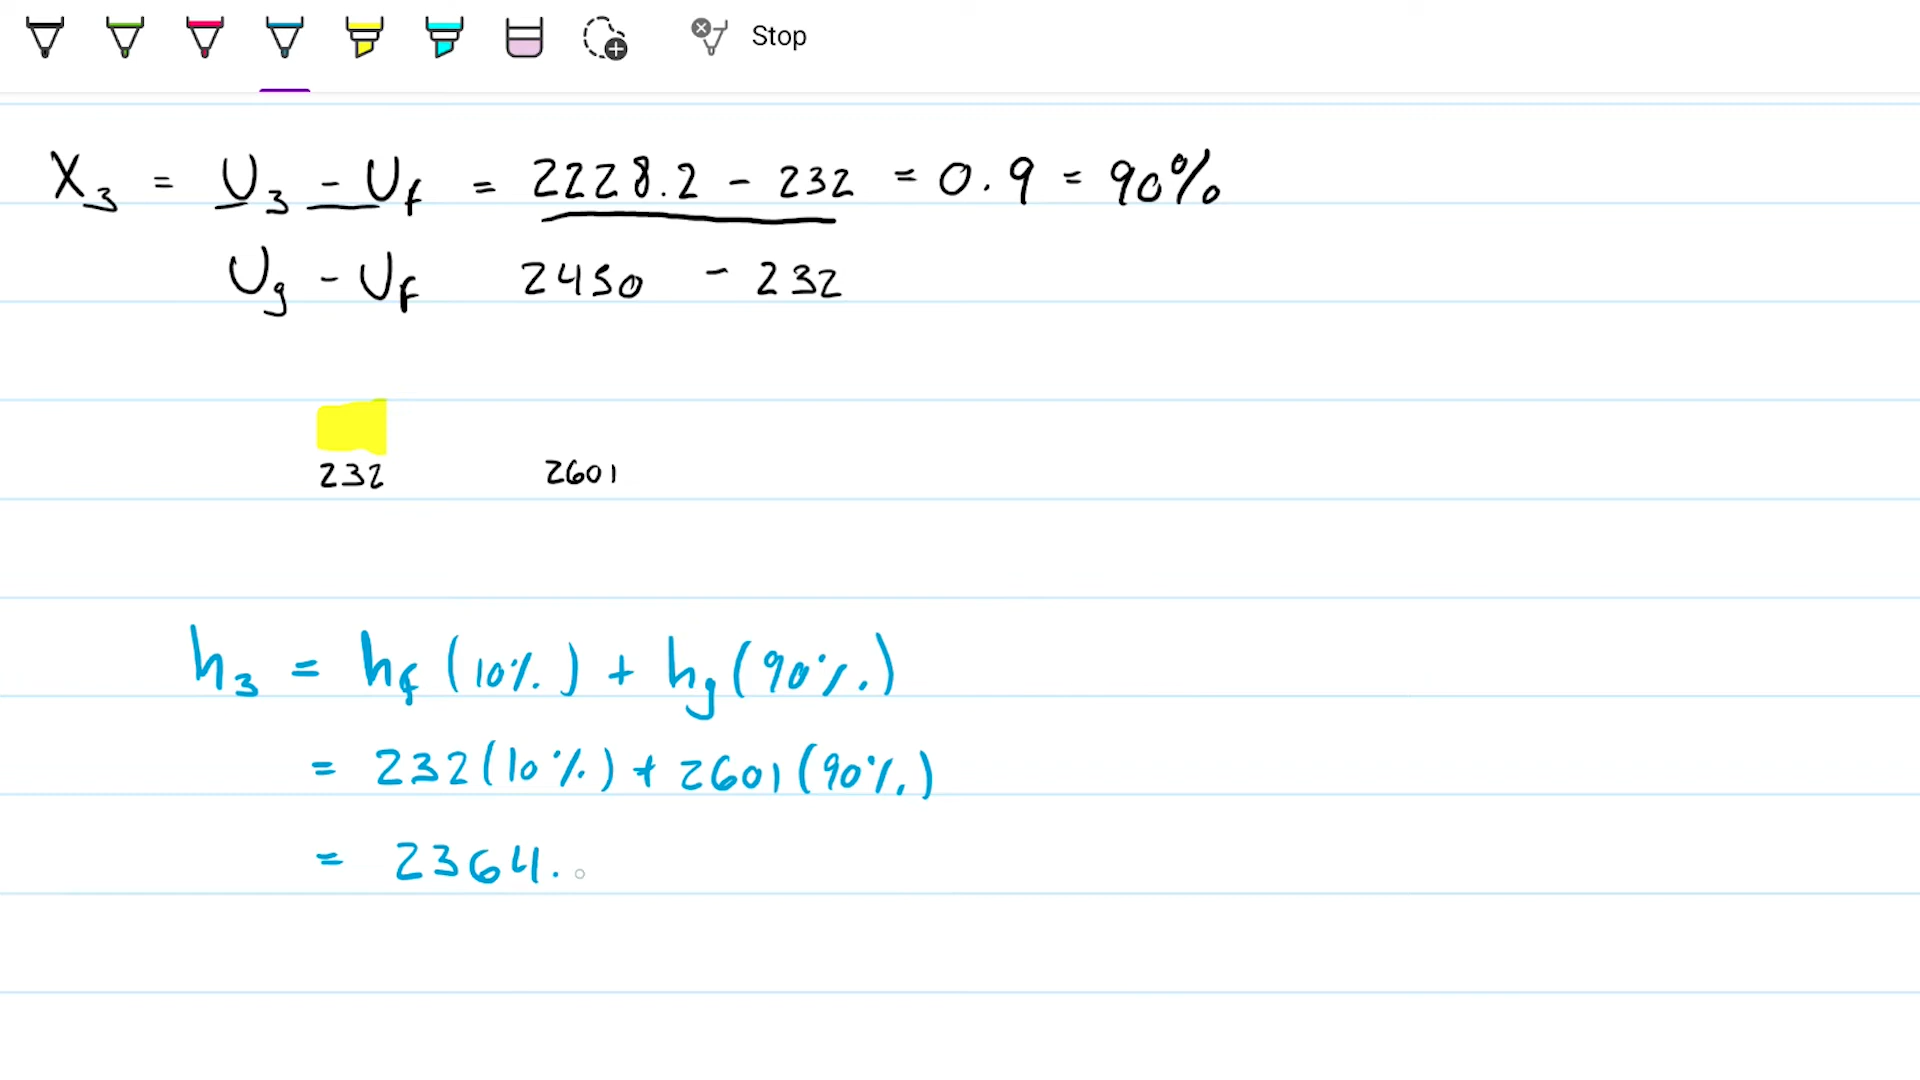 Stop
X₃ = U₃ - Uf = 2228.2 - 232 = 0.9 = 90%
Ug - Uf 2450 - 232
232 2601
h₃ = hf (10%) + hg (90%)
= 232 (10%) + 2601 (90%)
= 2364.